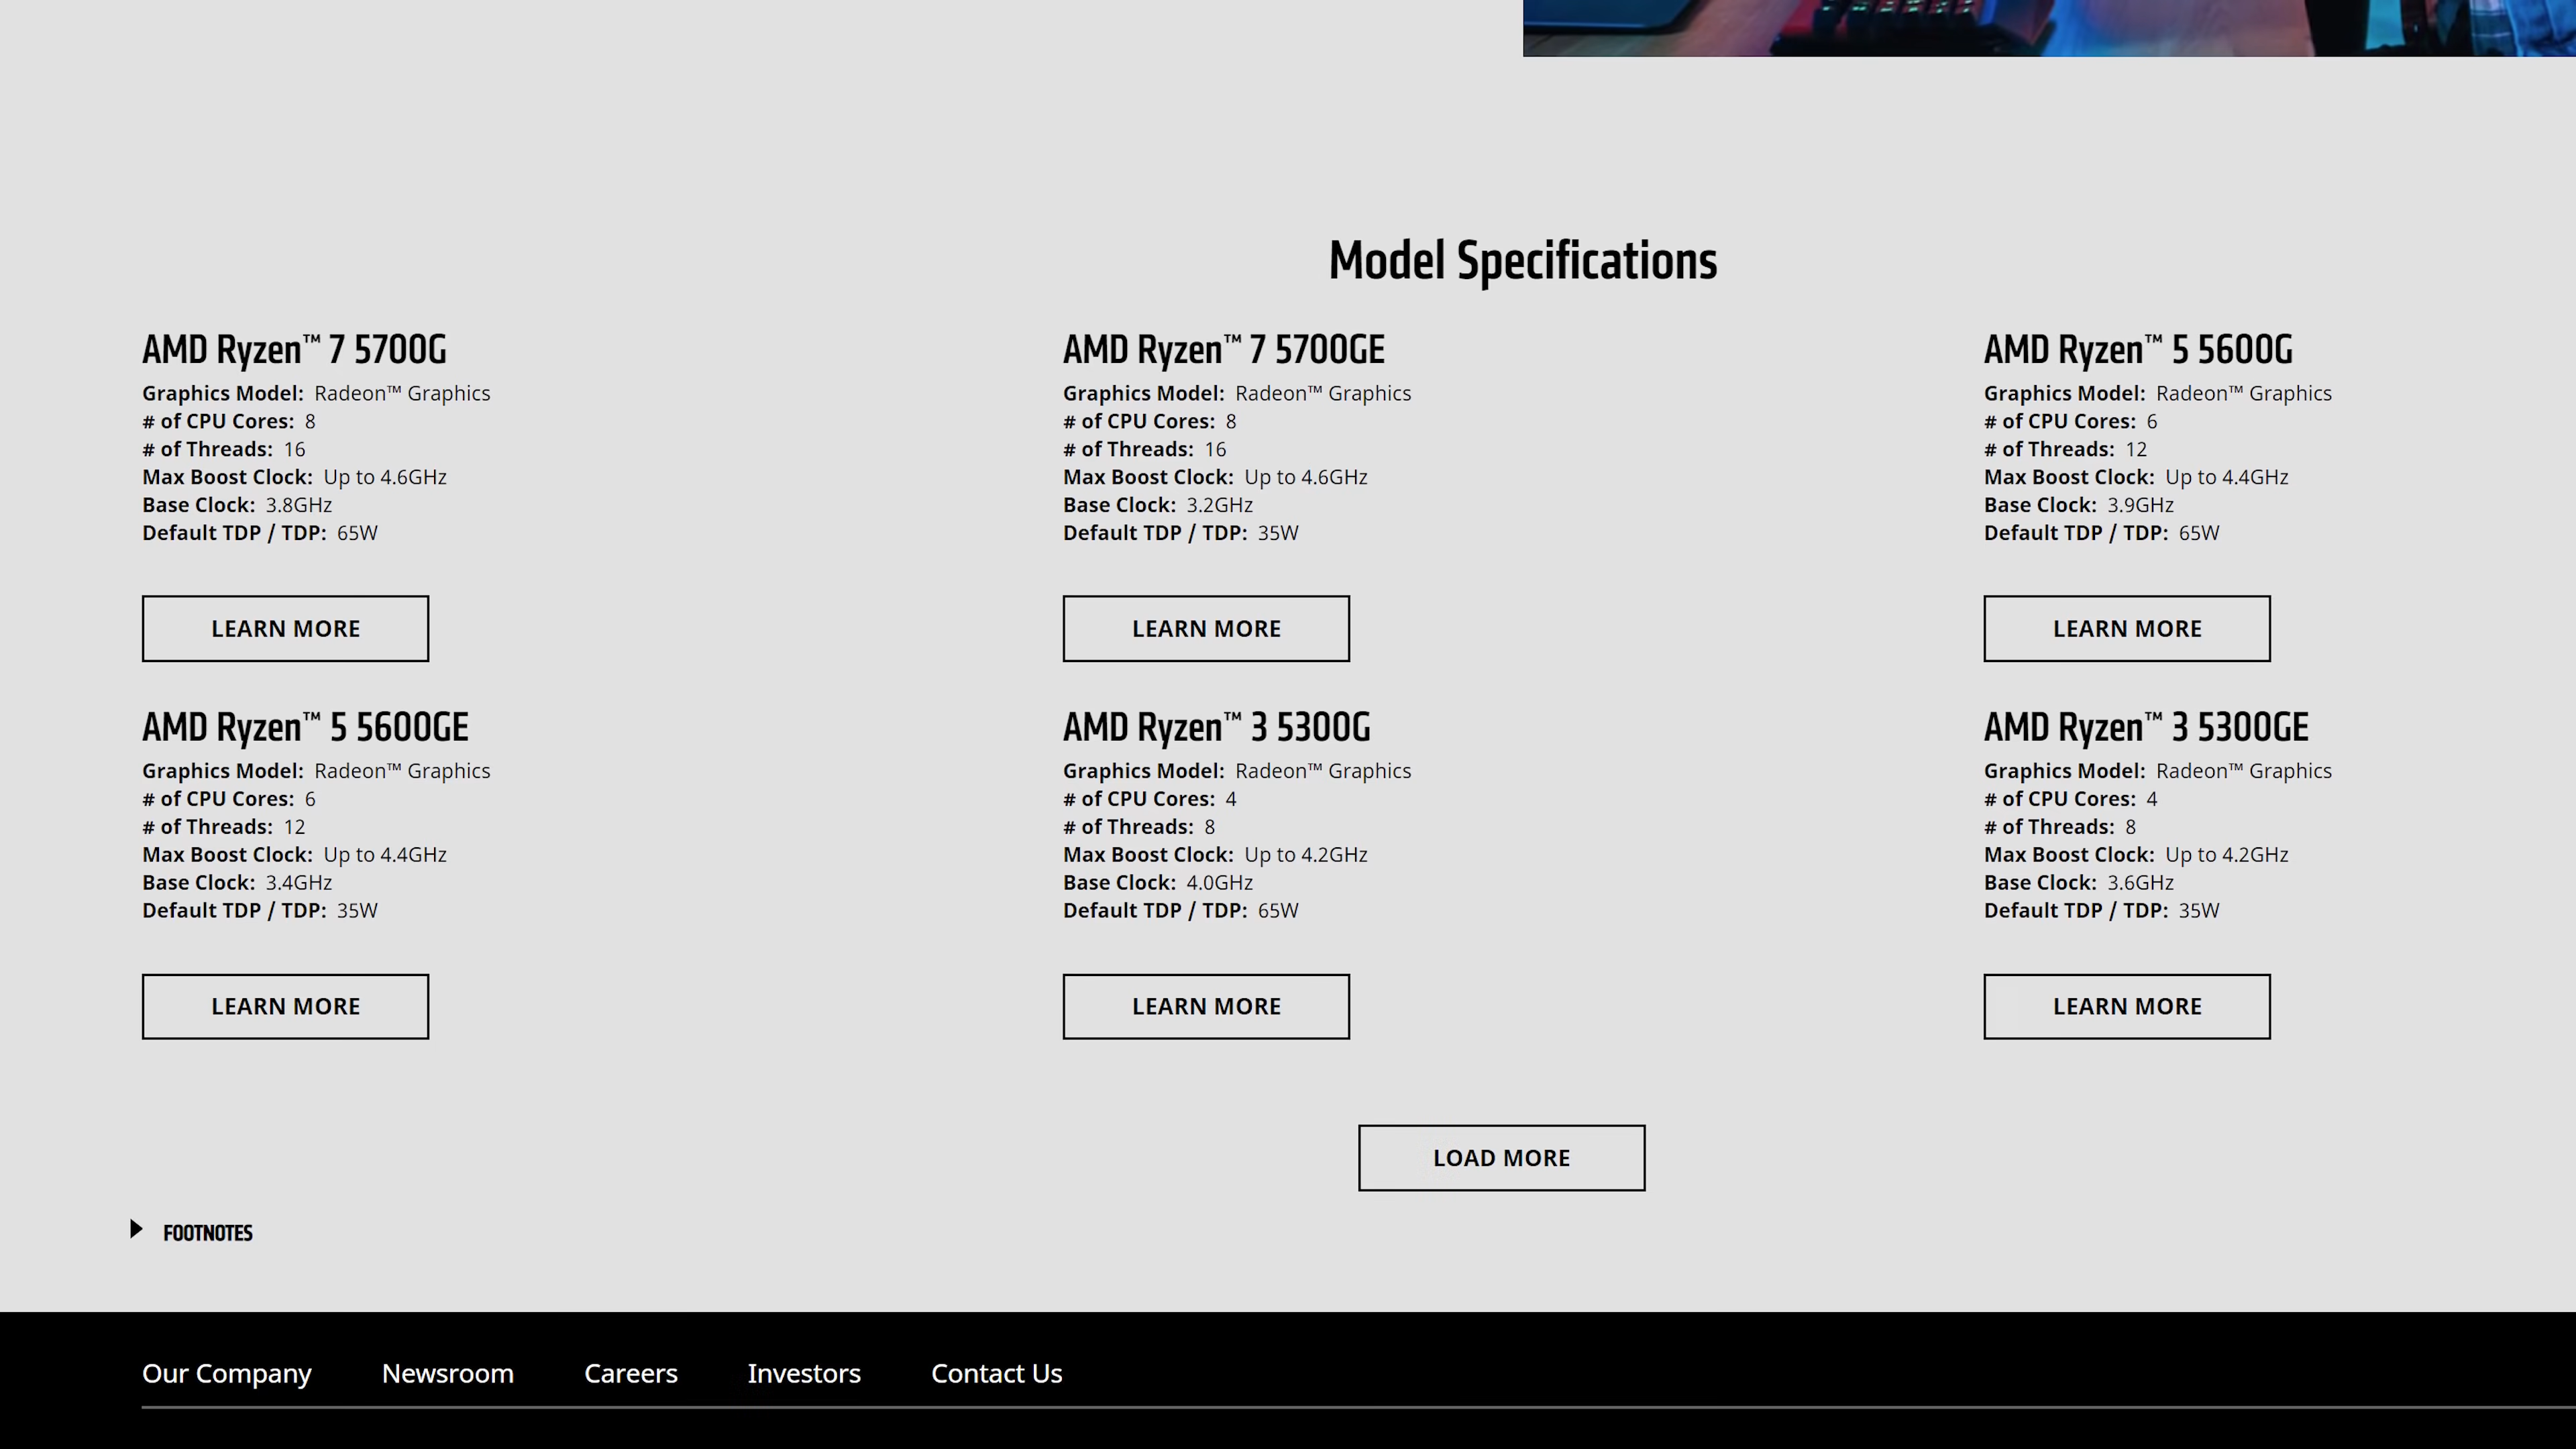 Model Specifications
AMD Ryzen™ 7 5700G
Graphics Model: Radeon™ Graphics
# of CPU Cores: 8
# of Threads: 16
Max Boost Clock: Up to 4.6GHz
Base Clock: 3.8GHz
Default TDP / TDP: 65W
LEARN MORE
AMD Ryzen™ 7 5700GE
Graphics Model: Radeon™ Graphics
# of CPU Cores: 8
# of Threads: 16
Max Boost Clock: Up to 4.6GHz
Base Clock: 3.2GHz
Default TDP / TDP: 35W
LEARN MORE
AMD Ryzen™ 5 5600G
Graphics Model: Radeon™ Graphics
# of CPU Cores: 6
# of Threads: 12
Max Boost Clock: Up to 4.4GHz
Base Clock: 3.9GHz
Default TDP / TDP: 65W
LEARN MORE
AMD Ryzen™ 5 5600GE
Graphics Model: Radeon™ Graphics
# of CPU Cores: 6
# of Threads: 12
Max Boost Clock: Up to 4.4GHz
Base Clock: 3.4GHz
Default TDP / TDP: 35W
LEARN MORE
AMD Ryzen™ 3 5300G
Graphics Model: Radeon™ Graphics
# of CPU Cores: 4
# of Threads: 8
Max Boost Clock: Up to 4.2GHz
Base Clock: 4.0GHz
Default TDP / TDP: 65W
LEARN MORE
AMD Ryzen™ 3 5300GE
Graphics Model: Radeon™ Graphics
# of CPU Cores: 4
# of Threads: 8
Max Boost Clock: Up to 4.2GHz
Base Clock: 3.6GHz
Default TDP / TDP: 35W
LEARN MORE
LOAD MORE
FOOTNOTES
Our Company Newsroom Careers Investors Contact Us